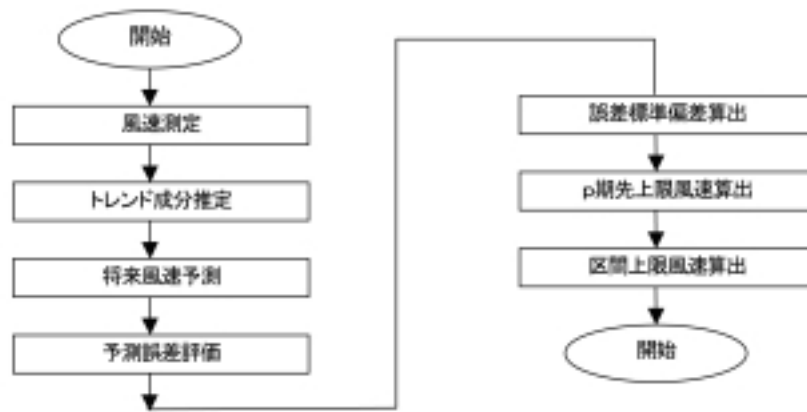 開始
風速測定
トレンド成分推定
将来風速予測
予測誤差評価
誤差標準偏差算出
p期先上限風速算出
区間上限風速算出
開始